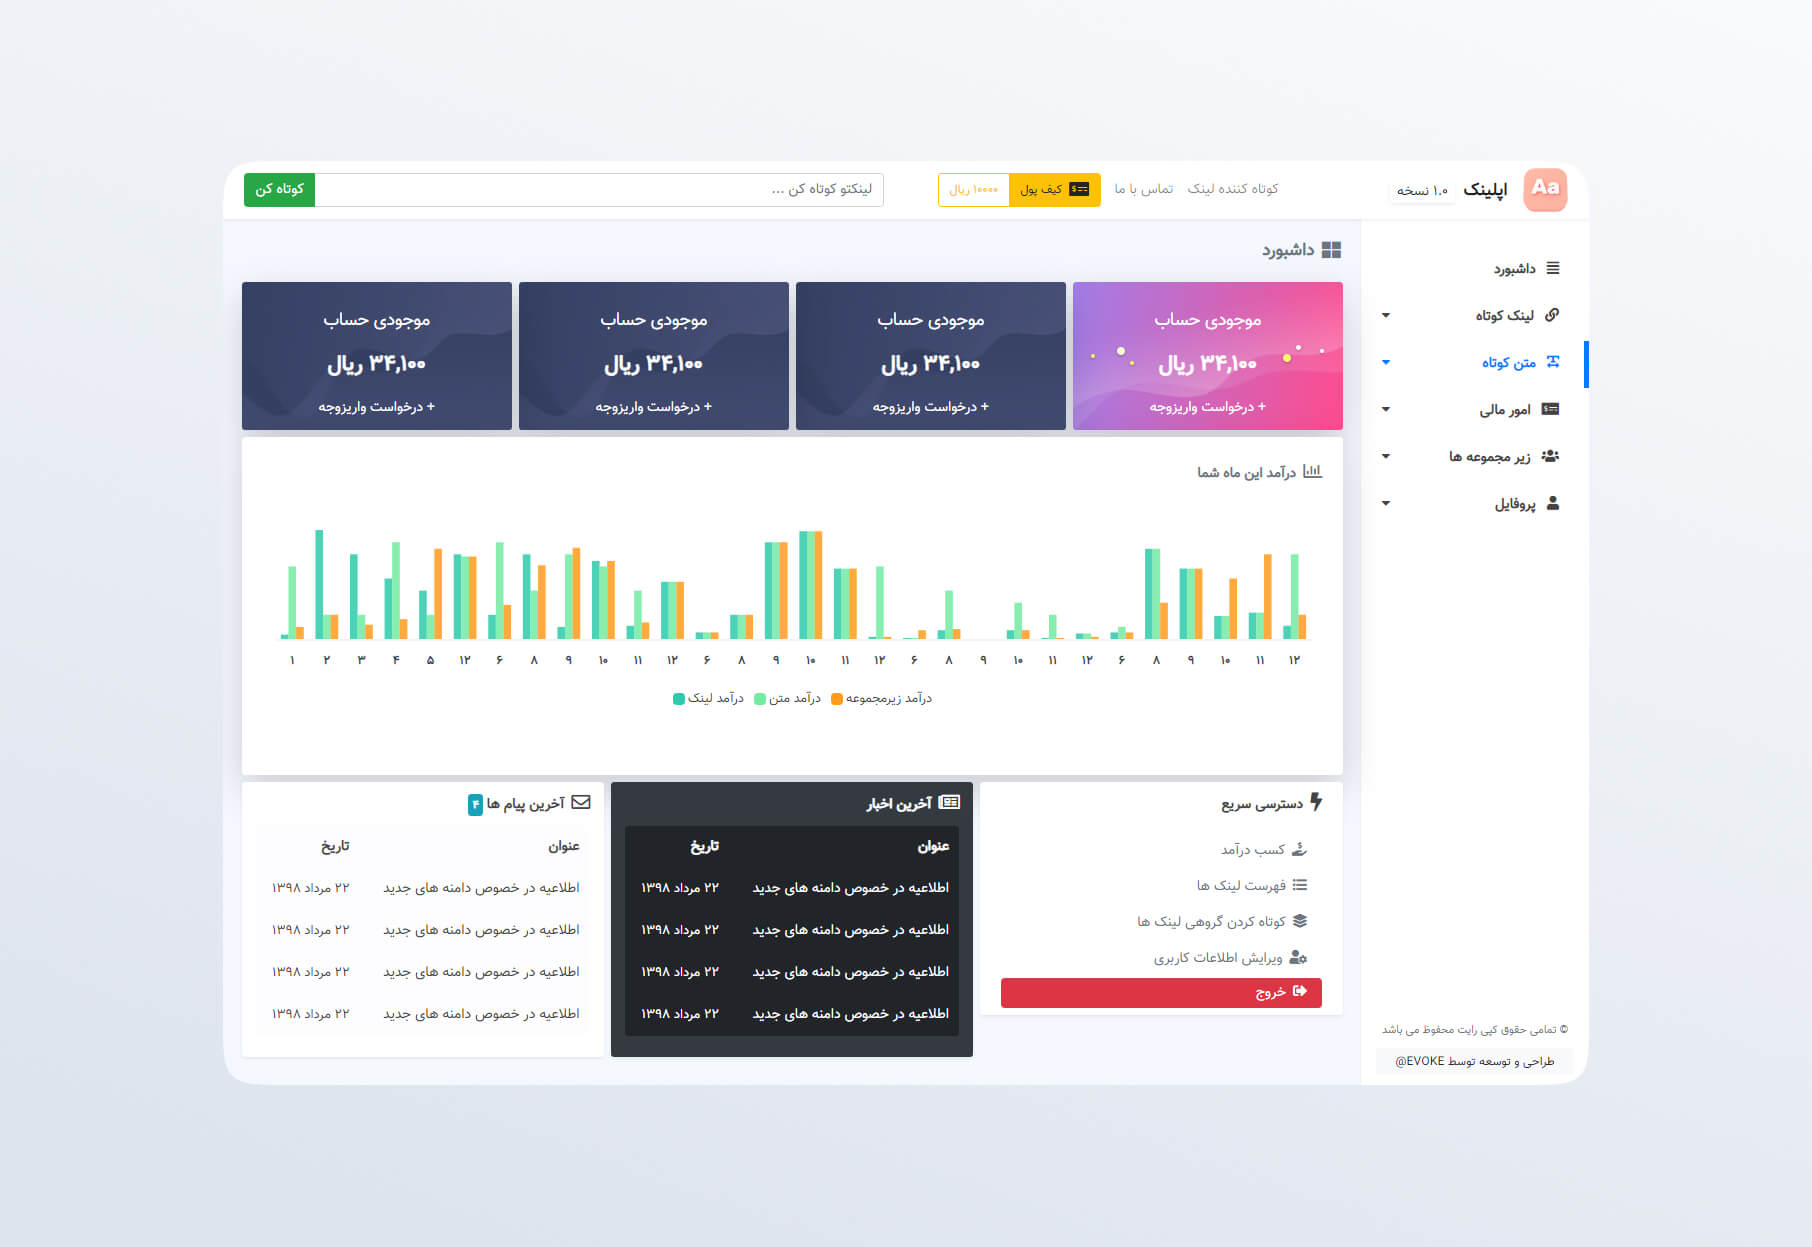 Aa
اپلینک
۱.۰ نسخه
کوتاه کننده لینک
تماس با ما
کیف پول
۱۰۰۰۰ ریال
لینکتو کوتاه کن ...
کوتاه کن
داشبورد
لینک کوتاه
متن کوتاه
امور مالی
زیر مجموعه ها
پروفایل
© تمامی حقوق کپی رایت محفوظ می باشد
طراحی و توسعه توسط EVOKE@
داشبورد
موجودی حساب
۳۴,۱۰۰ ریال
+ درخواست واریزوجه
موجودی حساب
۳۴,۱۰۰ ریال
+ درخواست واریزوجه
موجودی حساب
۳۴,۱۰۰ ریال
+ درخواست واریزوجه
موجودی حساب
۳۴,۱۰۰ ریال
+ درخواست واریزوجه
درآمد این ماه شما
۱ ۲ ۳ ۴ ۵ ۱۲ ۶ ۸ ۹ ۱۰ ۱۱ ۱۲ ۶ ۸ ۹ ۱۰ ۱۱ ۱۲ ۶ ۸ ۹ ۱۰ ۱۱ ۱۲ ۶ ۸ ۹ ۱۰ ۱۱ ۱۲
درآمد زیرمجموعه
درآمد متن
درآمد لینک
دسترسی سریع
کسب درآمد
فهرست لینک ها
کوتاه کردن گروهی لینک ها
ویرایش اطلاعات کاربری
خروج
آخرین اخبار
عنوان تاریخ
اطلاعیه در خصوص دامنه های جدید ۲۲ مرداد ۱۳۹۸
اطلاعیه در خصوص دامنه های جدید ۲۲ مرداد ۱۳۹۸
اطلاعیه در خصوص دامنه های جدید ۲۲ مرداد ۱۳۹۸
اطلاعیه در خصوص دامنه های جدید ۲۲ مرداد ۱۳۹۸
آخرین پیام ها ۴
عنوان تاریخ
اطلاعیه در خصوص دامنه های جدید ۲۲ مرداد ۱۳۹۸
اطلاعیه در خصوص دامنه های جدید ۲۲ مرداد ۱۳۹۸
اطلاعیه در خصوص دامنه های جدید ۲۲ مرداد ۱۳۹۸
اطلاعیه در خصوص دامنه های جدید ۲۲ مرداد ۱۳۹۸